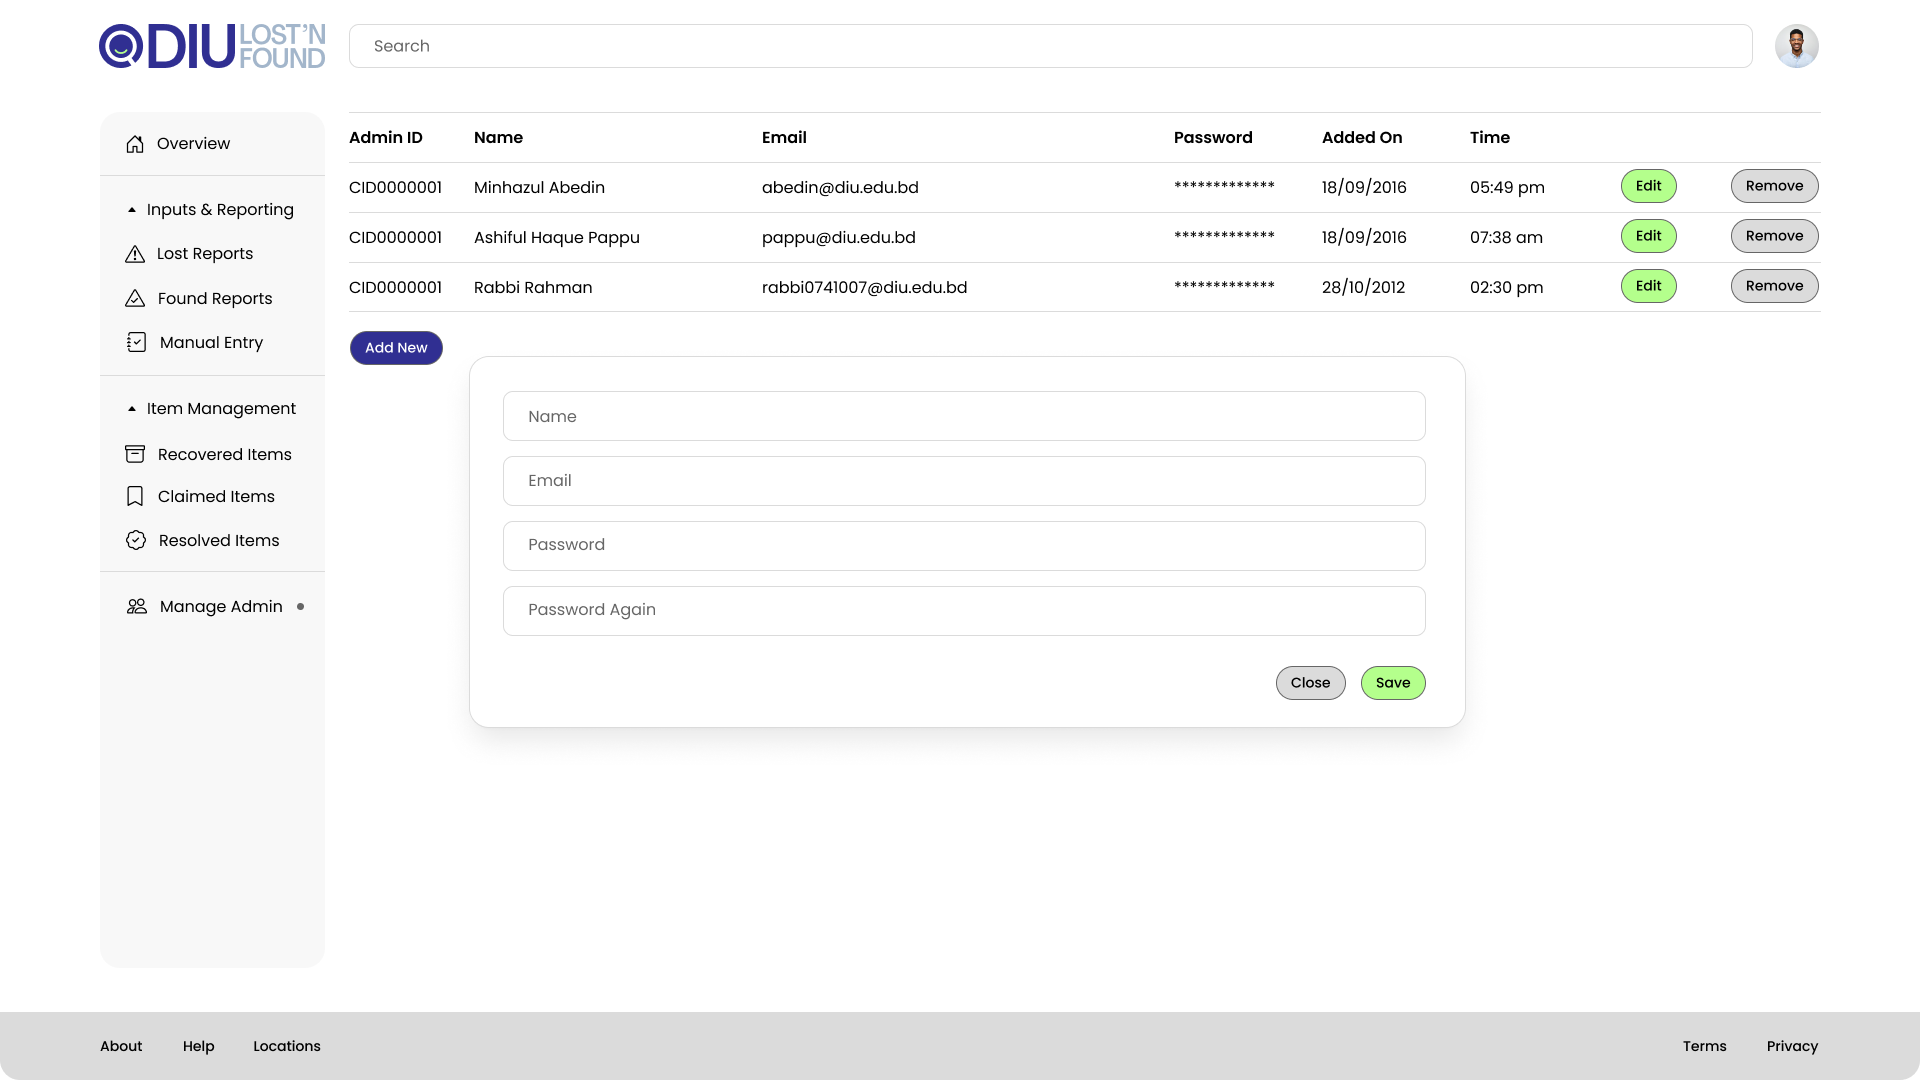 DIU LOST'N FOUND
Search
Admin ID Name Email Password Added On Time
CID0000001 Minhazul Abedin abedin@diu.edu.bd ************* 18/09/2016 05:49 pm Edit Remove
CID0000001 Ashiful Haque Pappu pappu@diu.edu.bd ************* 18/09/2016 07:38 am Edit Remove
CID0000001 Rabbi Rahman rabbi0741007@diu.edu.bd ************* 28/10/2012 02:30 pm Edit Remove
Add New
Overview
Inputs & Reporting
Lost Reports
Found Reports
Manual Entry
Item Management
Recovered Items
Claimed Items
Resolved Items
Manage Admin
Name
Email
Password
Password Again
Close Save
About Help Locations Terms Privacy